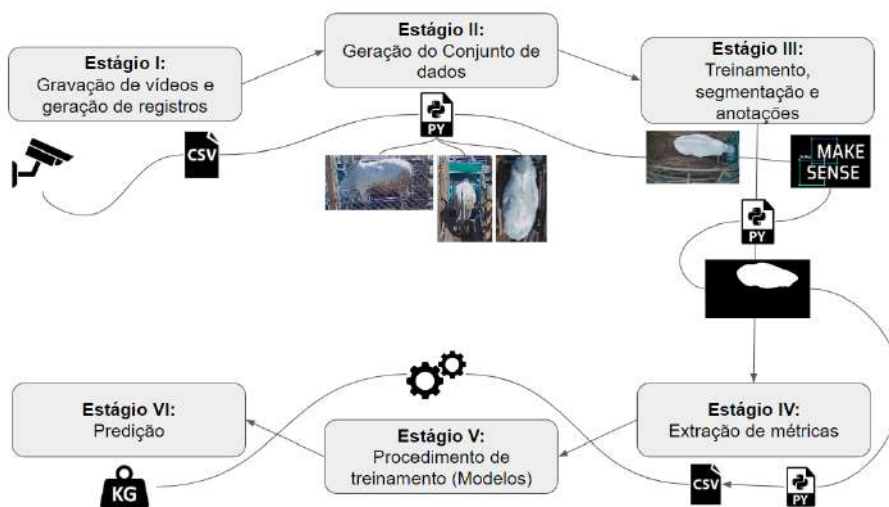 Estágio I:
Gravação de vídeos e
geração de registros
Estágio II:
Geração do Conjunto de
dados
Estágio III:
Treinamento,
segmentação e
anotações
CSV
PY
MAKE
SENSE
PY
Estágio VI:
Predição
Estágio V:
Procedimento de
treinamento (Modelos)
Estágio IV:
Extração de métricas
KG
CSV
PY